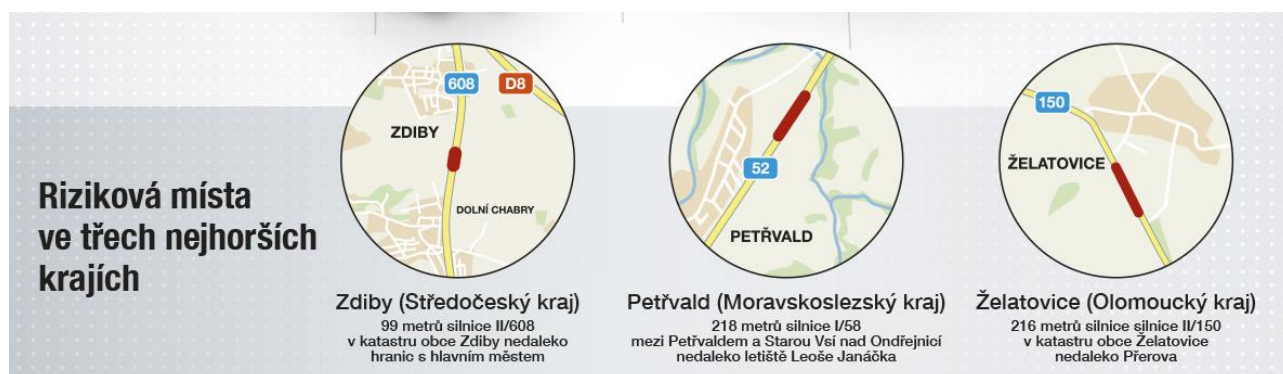 Riziková místa
ve třech nejhorších
krajích
608
D8
ZDIBY
DOLNÍ CHABRY
Zdiby (Středočeský kraj)
99 metrů silnice II/608
v katastru obce Zdiby nedaleko
hranic s hlavním městem
52
PETŘVALD
Petřvald (Moravskoslezský kraj)
218 metrů silnice I/58
mezi Petřvaldem a Starou Vsí nad Ondřejnicí
nedaleko letiště Leoše Janáčka
150
ŽELATOVICE
Želatovice (Olomoucký kraj)
216 metrů silnice silnice II/150
v katastru obce Želatovice
nedaleko Přerova